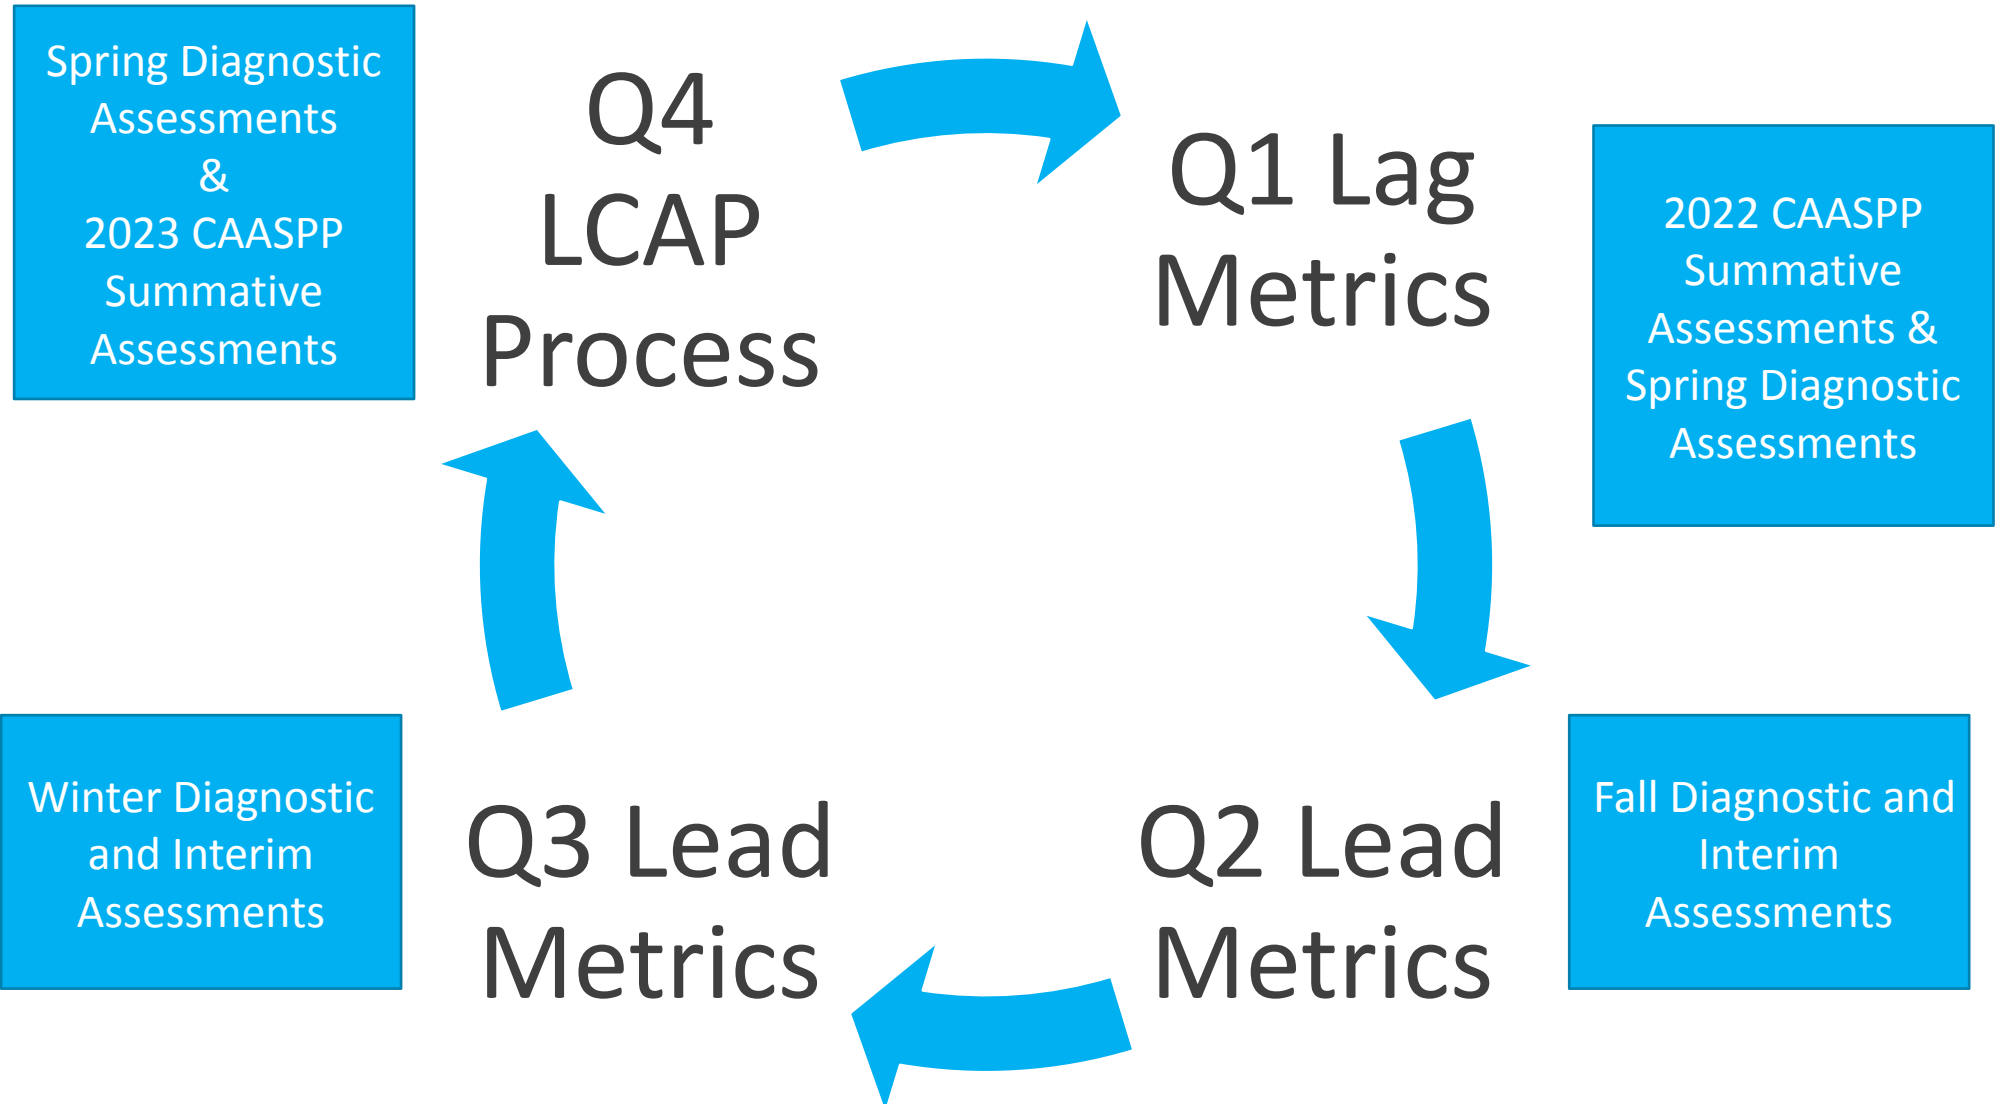 Spring Diagnostic
Assessments
&
2023 CAASPP
Summative
Assessments
Q4
LCAP
Process
Q1 Lag
Metrics
2022 CAASPP
Summative
Assessments &
Spring Diagnostic
Assessments
Winter Diagnostic
and Interim
Assessments
Q3 Lead
Metrics
Q2 Lead
Metrics
Fall Diagnostic and
Interim
Assessments